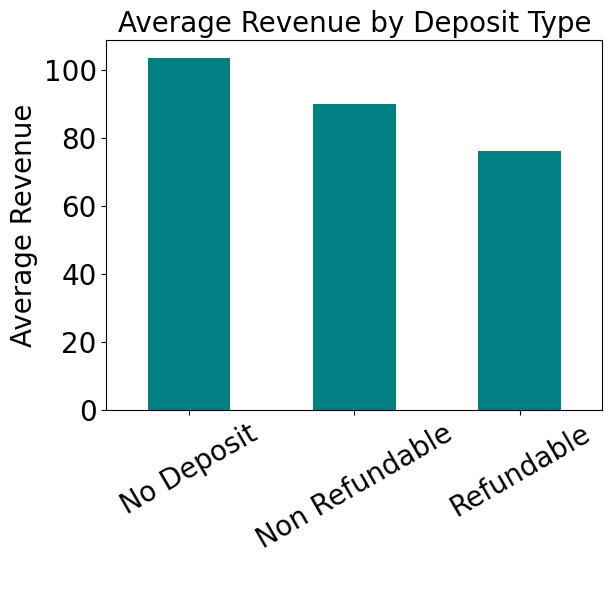 Average Revenue by Deposit Type
Average Revenue
100
80
60
40
20
0
No Deposit
Non Refundable
Refundable